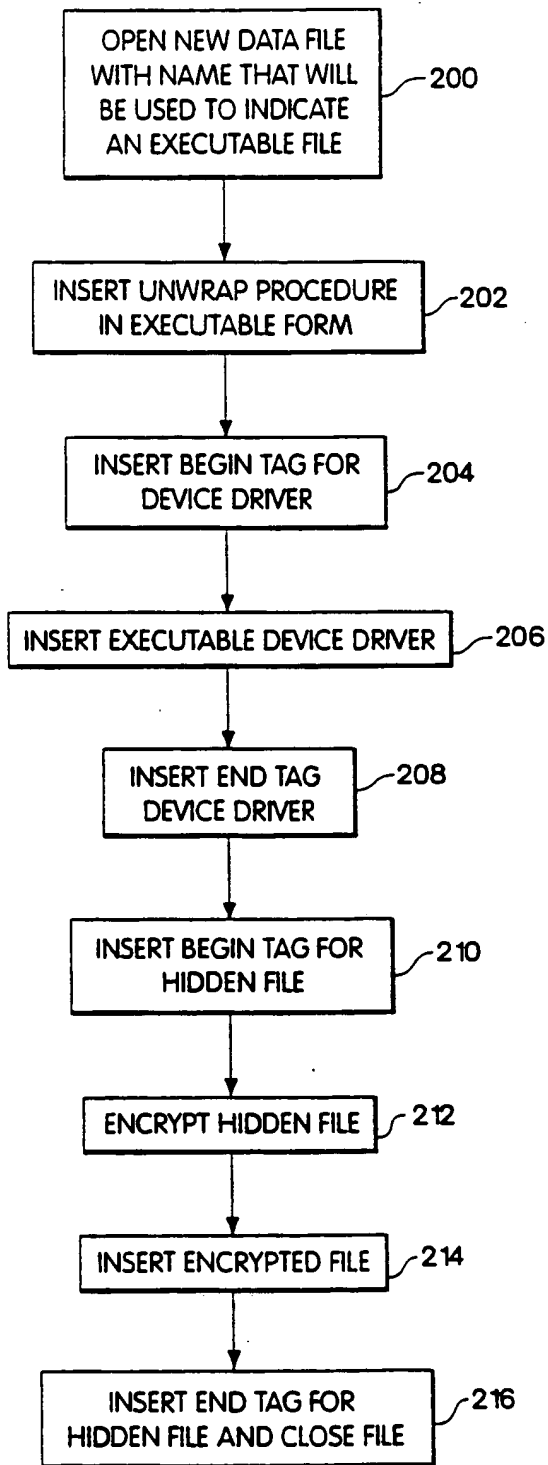 OPEN NEW DATA FILE
WITH NAME THAT WILL
BE USED TO INDICATE
AN EXECUTABLE FILE
200
INSERT UNWRAP PROCEDURE
IN EXECUTABLE FORM
202
INSERT BEGIN TAG FOR
DEVICE DRIVER
204
INSERT EXECUTABLE DEVICE DRIVER
206
INSERT END TAG
DEVICE DRIVER
208
INSERT BEGIN TAG FOR
HIDDEN FILE
210
ENCRYPT HIDDEN FILE
212
INSERT ENCRYPTED FILE
214
INSERT END TAG FOR
HIDDEN FILE AND CLOSE FILE
216